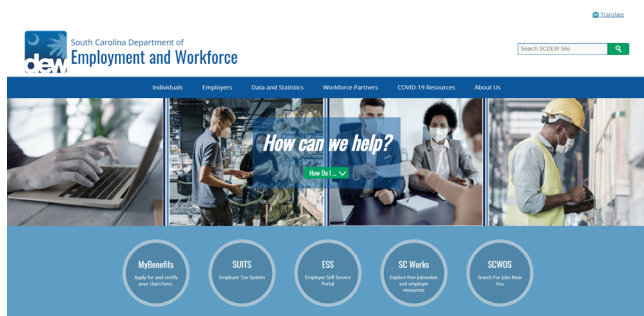 Translate
dew
South Carolina Department of
Employment and Workforce
Search SCDEW Site
Individuals Employers Data and Statistics Workforce Partners COVID-19 Resources About Us
How can we help?
How Do I ...
MyBenefits
Apply for and certify
your claim here.
SUITS
Employer Tax System
ESS
Employer Self Service
Portal
SC Works
Explore free jobseeker
and employer
resources
SCWOS
Search For Jobs Near
You